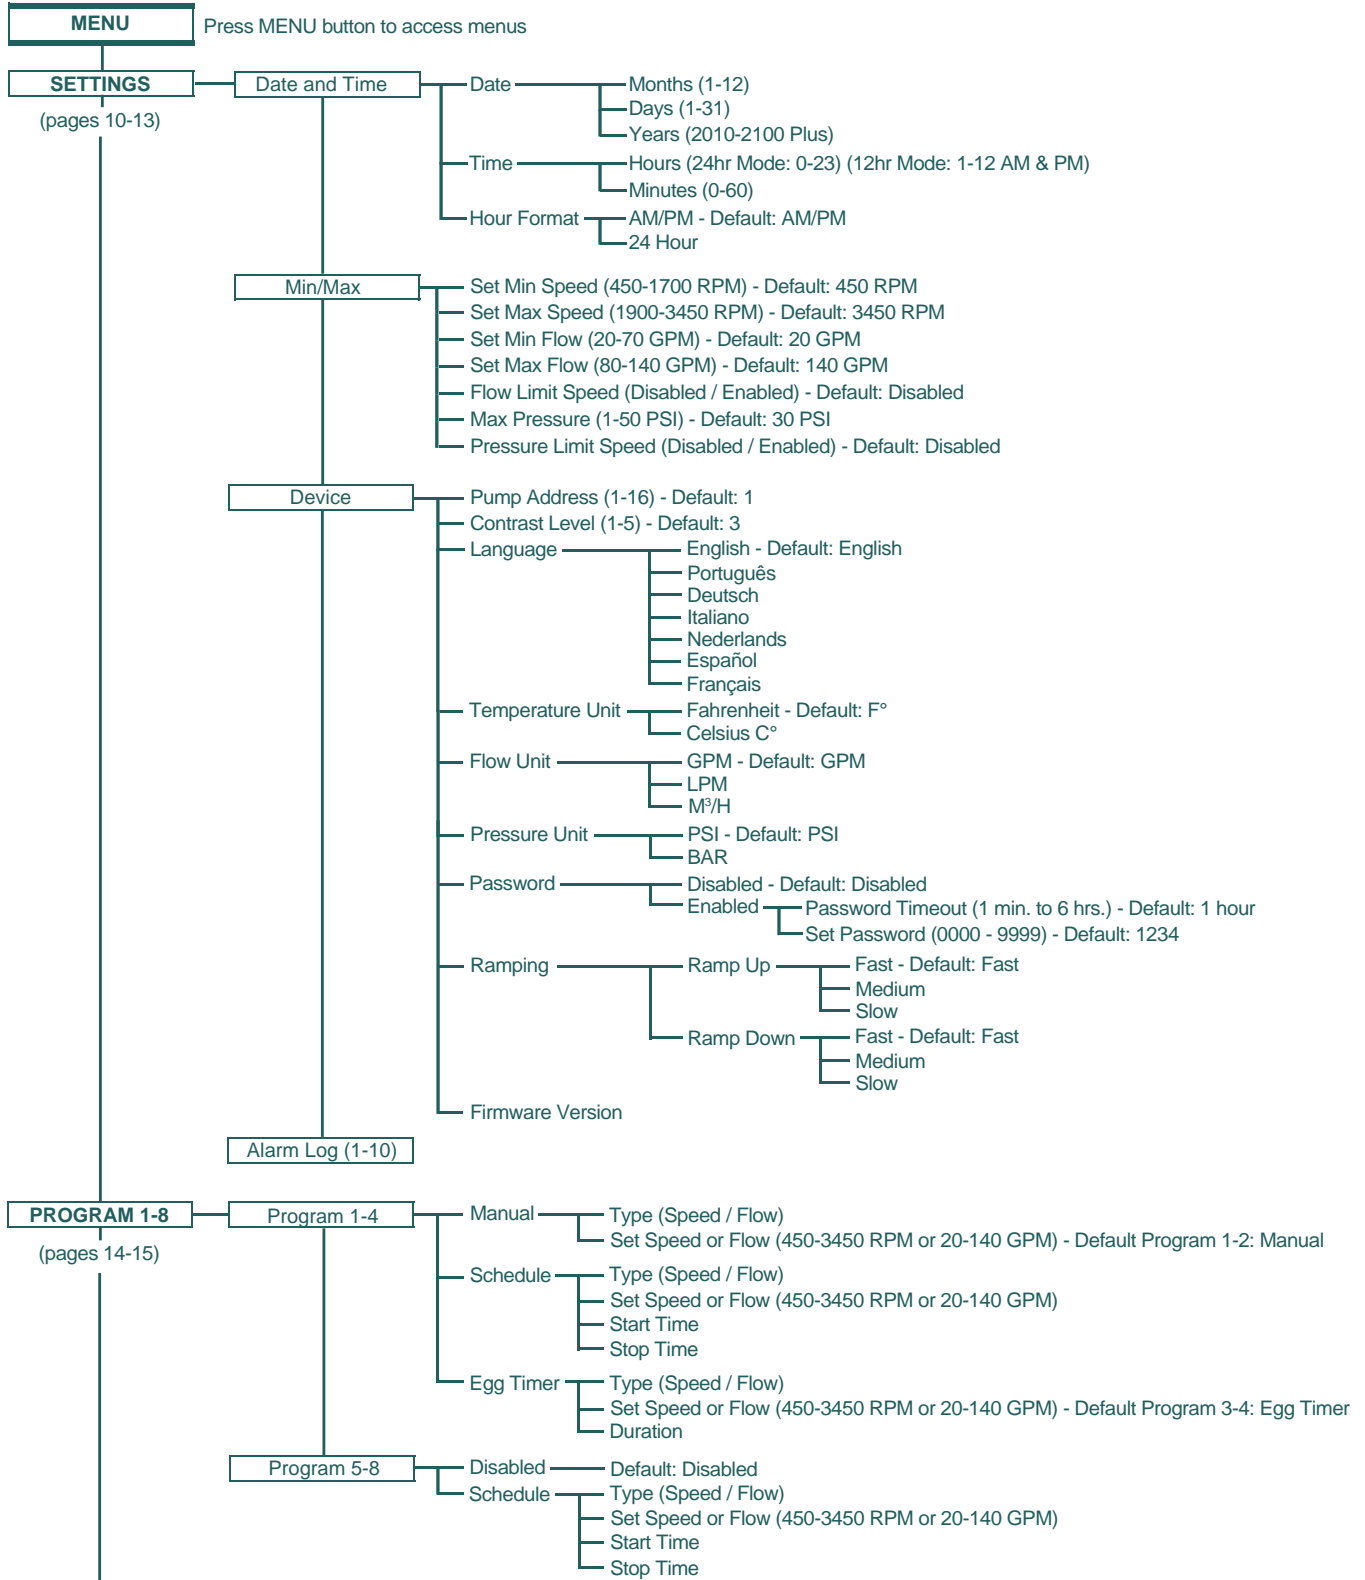 MENU Press MENU button to access menus
SETTINGS Date and Time Date Months (1-12)
(pages 10-13) Days (1-31)
Years (2010-2100 Plus)
Time Hours (24hr Mode: 0-23) (12hr Mode: 1-12 AM & PM)
Minutes (0-60)
Hour Format AM/PM - Default: AM/PM
24 Hour
Min/Max Set Min Speed (450-1700 RPM) - Default: 450 RPM
Set Max Speed (1900-3450 RPM) - Default: 3450 RPM
Set Min Flow (20-70 GPM) - Default: 20 GPM
Set Max Flow (80-140 GPM) - Default: 140 GPM
Flow Limit Speed (Disabled / Enabled) - Default: Disabled
Max Pressure (1-50 PSI) - Default: 30 PSI
Pressure Limit Speed (Disabled / Enabled) - Default: Disabled
Device Pump Address (1-16) - Default: 1
Contrast Level (1-5) - Default: 3
Language English - Default: English
Português
Deutsch
Italiano
Nederlands
Español
Français
Temperature Unit Fahrenheit - Default: F°
Celsius C°
Flow Unit GPM - Default: GPM
LPM
M³/H
Pressure Unit PSI - Default: PSI
BAR
Password Disabled - Default: Disabled
Enabled Password Timeout (1 min. to 6 hrs.) - Default: 1 hour
Set Password (0000 - 9999) - Default: 1234
Ramping Ramp Up Fast - Default: Fast
Medium
Slow
Ramp Down Fast - Default: Fast
Medium
Slow
Firmware Version
Alarm Log (1-10)
PROGRAM 1-8 Program 1-4 Manual Type (Speed / Flow)
(pages 14-15) Set Speed or Flow (450-3450 RPM or 20-140 GPM) - Default Program 1-2: Manual
Schedule Type (Speed / Flow)
Set Speed or Flow (450-3450 RPM or 20-140 GPM)
Start Time
Stop Time
Egg Timer Type (Speed / Flow)
Set Speed or Flow (450-3450 RPM or 20-140 GPM) - Default Program 3-4: Egg Timer
Duration
Program 5-8 Disabled Default: Disabled
Schedule Type (Speed / Flow)
Set Speed or Flow (450-3450 RPM or 20-140 GPM)
Start Time
Stop Time